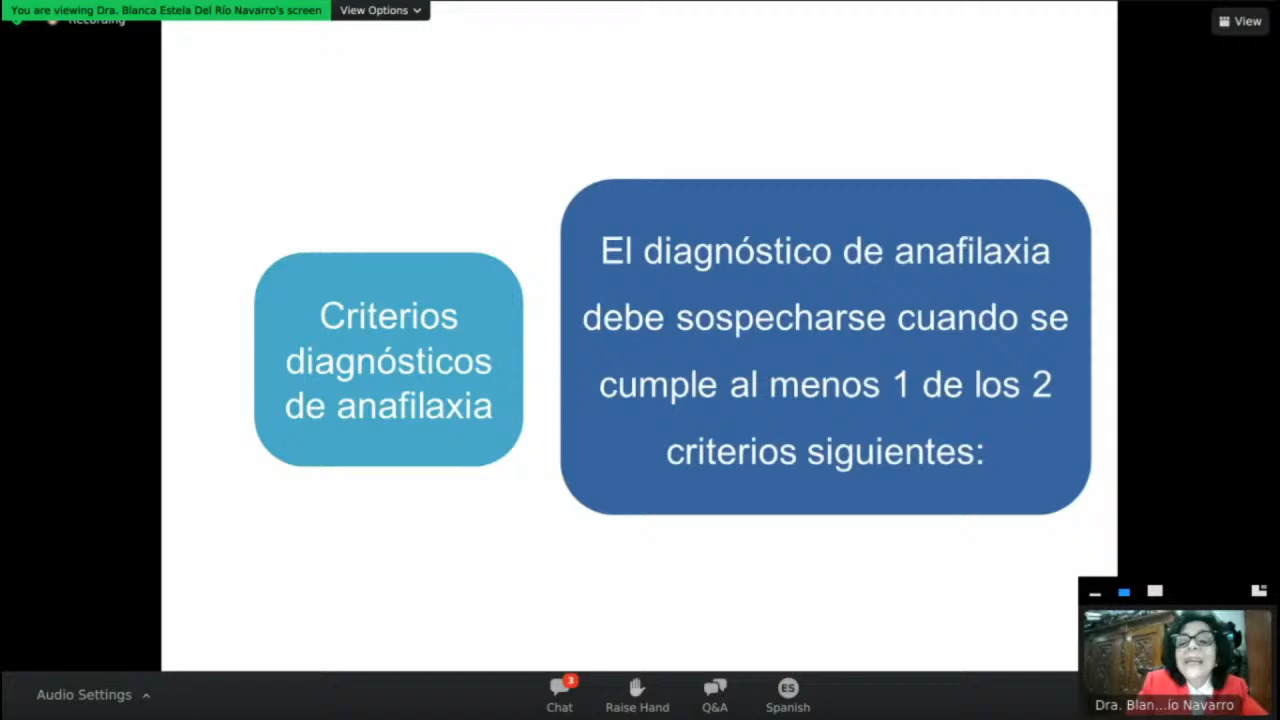 You are viewing Dra. Blanca Estela Del Río Navarro's screen
View Options
Recording
View
Criterios
diagnósticos
de anafilaxia
El diagnóstico de anafilaxia
debe sospecharse cuando se
cumple al menos 1 de los 2
criterios siguientes:
Audio Settings
3
Chat
Raise Hand
Q&A
ES
Spanish
Dra. Blan...ío Navarro